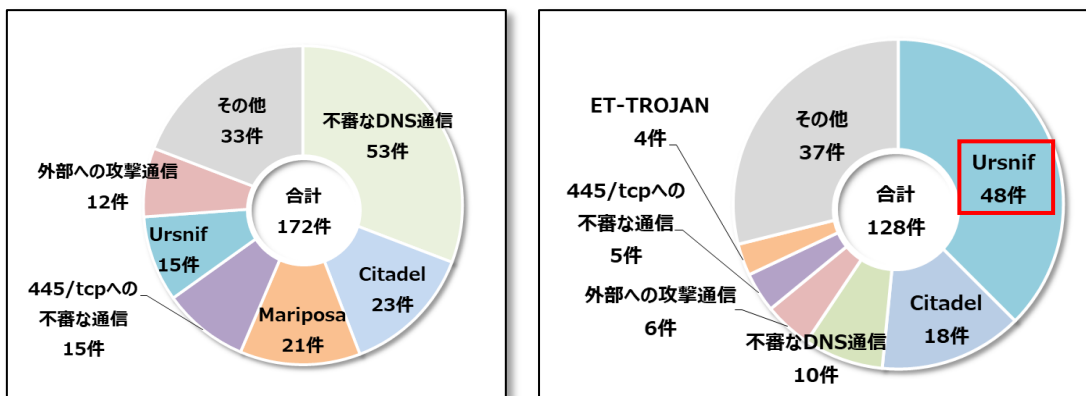 その他
33件
不審なDNS通信
53件
外部への攻撃通信
12件
合計
172件
Ursnif
15件
Citadel
23件
445/tcpへの
不審な通信
15件
Mariposa
21件
ET-TROJAN
4件
その他
37件
Ursnif
48件
445/tcpへの
不審な通信
5件
合計
128件
外部への攻撃通信
6件
Citadel
18件
不審なDNS通信
10件